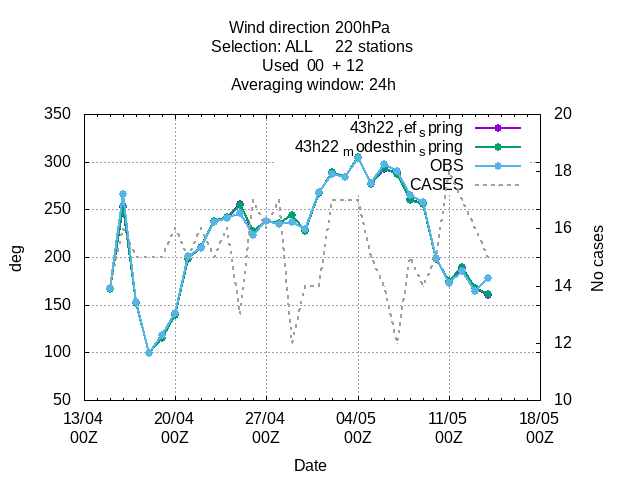 Wind direction 200hPa
Selection: ALL 22 stations
Used 00 + 12
Averaging window: 24h
350 20
43h22 ref spring
43h22 modesthin spring
OBS
CASES
300 18
250
16
deg
200
No cases
14
150
12
100
50 10
13/04 20/04 27/04 04/05 11/05 18/05
00Z 00Z 00Z 00Z 00Z 00Z
Date